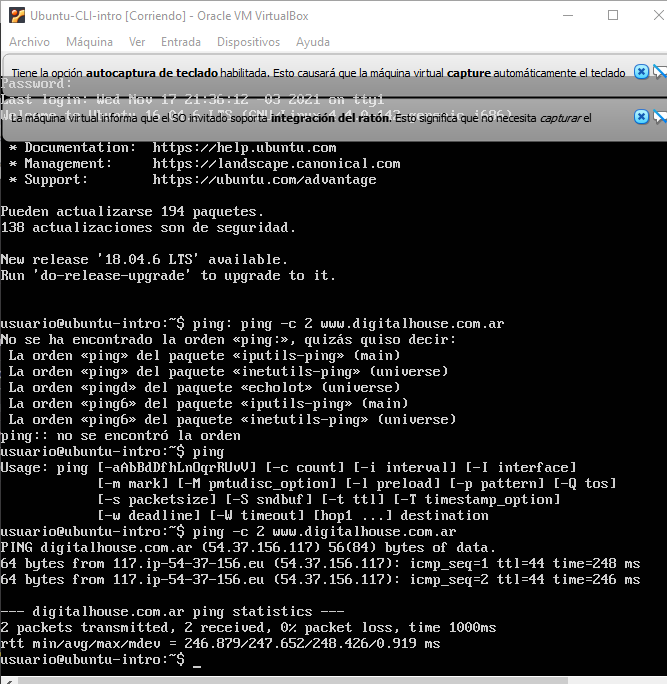 Ubuntu-CLI-intro [Corriendo] - Oracle VM VirtualBox
Archivo Máquina Ver Entrada Dispositivos Ayuda
Tiene la opción autocaptura de teclado habilitada. Esto causará que la máquina virtual capture automáticamente el teclado
Password:
Last login: Wed Nov 17 21:36:12 -03 2021 on tty1
La máquina virtual informa que el SO invitado soporta integración del ratón. Esto significa que no necesita capturar el
* Documentation: https://help.ubuntu.com
* Management: https://landscape.canonical.com
* Support: https://ubuntu.com/advantage
Pueden actualizarse 194 paquetes.
138 actualizaciones son de seguridad.
New release '18.04.6 LTS' available.
Run 'do-release-upgrade' to upgrade to it.
usuario@ubuntu-intro:~$ ping: ping -c 2 www.digitalhouse.com.ar
No se ha encontrado la orden «ping:», quizás quiso decir:
La orden «ping» del paquete «iputils-ping» (main)
La orden «ping» del paquete «inetutils-ping» (universe)
La orden «pingd» del paquete «echolot» (universe)
La orden «ping6» del paquete «iputils-ping» (main)
La orden «ping6» del paquete «inetutils-ping» (universe)
ping:: no se encontró la orden
usuario@ubuntu-intro:~$ ping
Usage: ping [-aAbBdDfhLnOqrRUvV] [-c count] [-i interval] [-I interface]
[-m mark] [-M pmtudisc_option] [-l preload] [-p pattern] [-Q tos]
[-s packetsize] [-S sndbuf] [-t ttl] [-T timestamp_option]
[-w deadline] [-W timeout] [hop1 ...] destination
usuario@ubuntu-intro:~$ ping -c 2 www.digitalhouse.com.ar
PING digitalhouse.com.ar (54.37.156.117) 56(84) bytes of data.
64 bytes from 117.ip-54-37-156.eu (54.37.156.117): icmp_seq=1 ttl=44 time=248 ms
64 bytes from 117.ip-54-37-156.eu (54.37.156.117): icmp_seq=2 ttl=44 time=246 ms
--- digitalhouse.com.ar ping statistics ---
2 packets transmitted, 2 received, 0% packet loss, time 1000ms
rtt min/avg/max/mdev = 246.879/247.652/248.426/0.919 ms
usuario@ubuntu-intro:~$ _